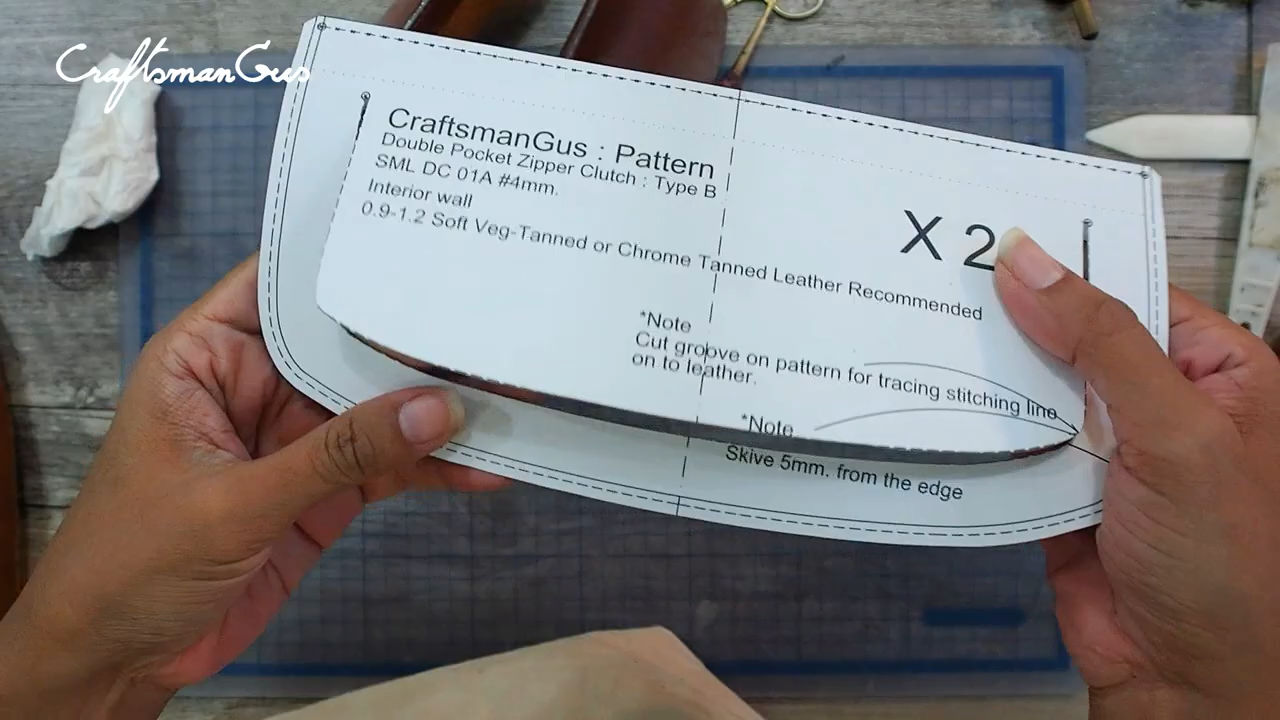 CraftsmanGus
CraftsmanGus : Pattern
Double Pocket Zipper Clutch : Type B
SML DC 01A #4mm.
Interior wall
0.9-1.2 Soft Veg-Tanned or Chrome Tanned Leather Recommended
X 2
*Note
Cut groove on pattern for tracing stitching line
on to leather.
*Note
Skive 5mm. from the edge